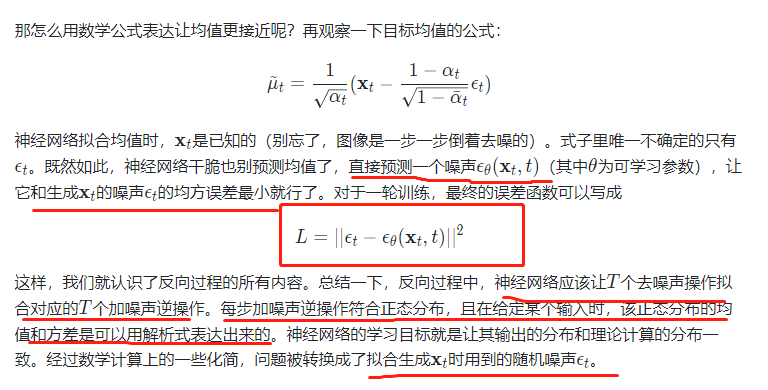 那怎么用数学公式表达让均值更接近呢？再观察一下目标均值的公式：
$$\tilde{\mu}_t = \frac{1}{\sqrt{\alpha_t}}(\mathbf{x}_t - \frac{1-\alpha_t}{\sqrt{1-\bar{\alpha}_t}}\epsilon_t)$$
神经网络拟合均值时，$\mathbf{x}_t$是已知的（别忘了，图像是一步一步倒着去噪的）。式子里唯一不确定的只有
$\epsilon_t$。既然如此，神经网络干脆也别预测均值了，直接预测一个噪声$\epsilon_\theta(\mathbf{x}_t, t)$（其中$\theta$为可学习参数），让
它和生成$\mathbf{x}_t$的噪声$\epsilon_t$的均方误差最小就行了。对于一轮训练，最终的误差函数可以写成
$$L = ||\epsilon_t - \epsilon_\theta(\mathbf{x}_t, t)||^2$$
这样，我们就认识了反向过程的所有内容。总结一下，反向过程中，神经网络应该让$T$个去噪声操作拟
合对应的$T$个加噪声逆操作。每步加噪声逆操作符合正态分布，且在给定某个输入时，该正态分布的均
值和方差是可以用解析式表达出来的。神经网络的学习目标就是让其输出的分布和理论计算的分布一
致。经过数学计算上的一些化简，问题被转换成了拟合生成$\mathbf{x}_t$时用到的随机噪声$\epsilon_t$。